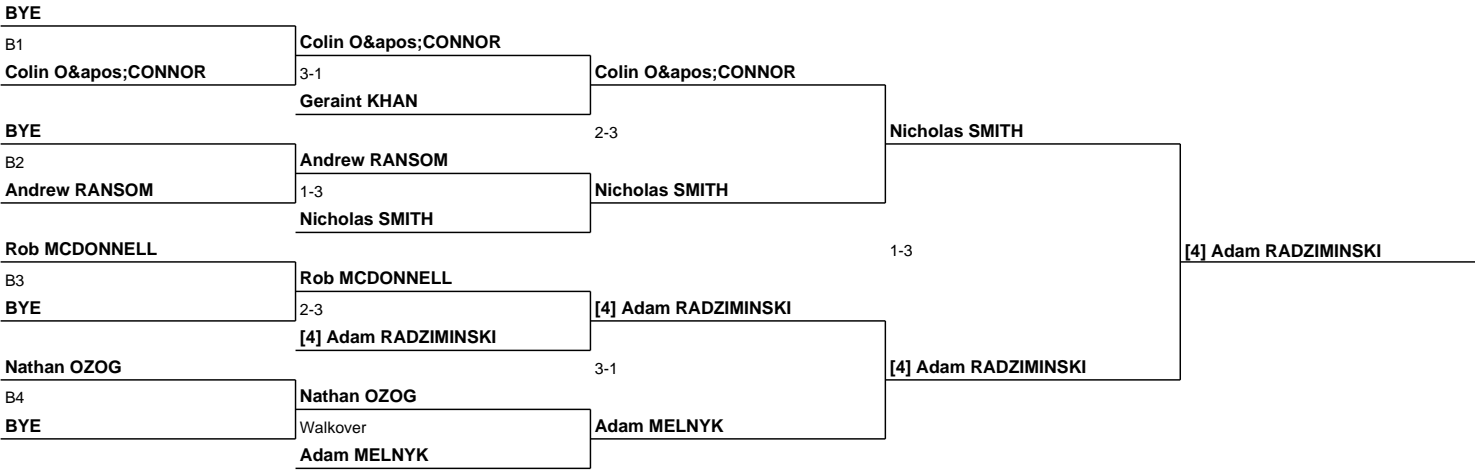 BYE
B1
Colin O&apos;CONNOR
Colin O&apos;CONNOR
3-1
Colin O&apos;CONNOR
Geraint KHAN
BYE
2-3
Nicholas SMITH
B2
Andrew RANSOM
Andrew RANSOM
1-3
Nicholas SMITH
Nicholas SMITH
Rob MCDONNELL
1-3
[4] Adam RADZIMINSKI
B3
Rob MCDONNELL
BYE
2-3
[4] Adam RADZIMINSKI
[4] Adam RADZIMINSKI
Nathan OZOG
3-1
[4] Adam RADZIMINSKI
B4
Nathan OZOG
BYE
Walkover
Adam MELNYK
Adam MELNYK